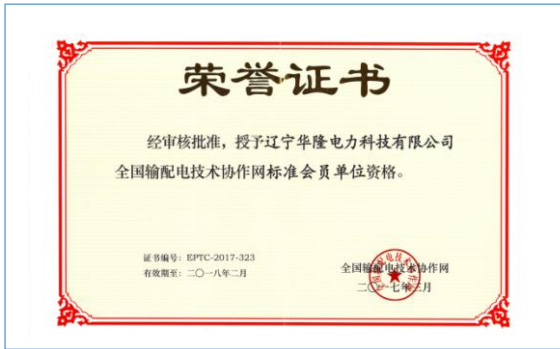 荣誉证书
经审核批准，授予辽宁华隆电力科技有限公司
全国输配电技术协作网标准会员单位资格。
证书编号：EPTC-2017-323
有效期至：二〇一八年二月
全国输配电技术协作网
二〇一七年三月